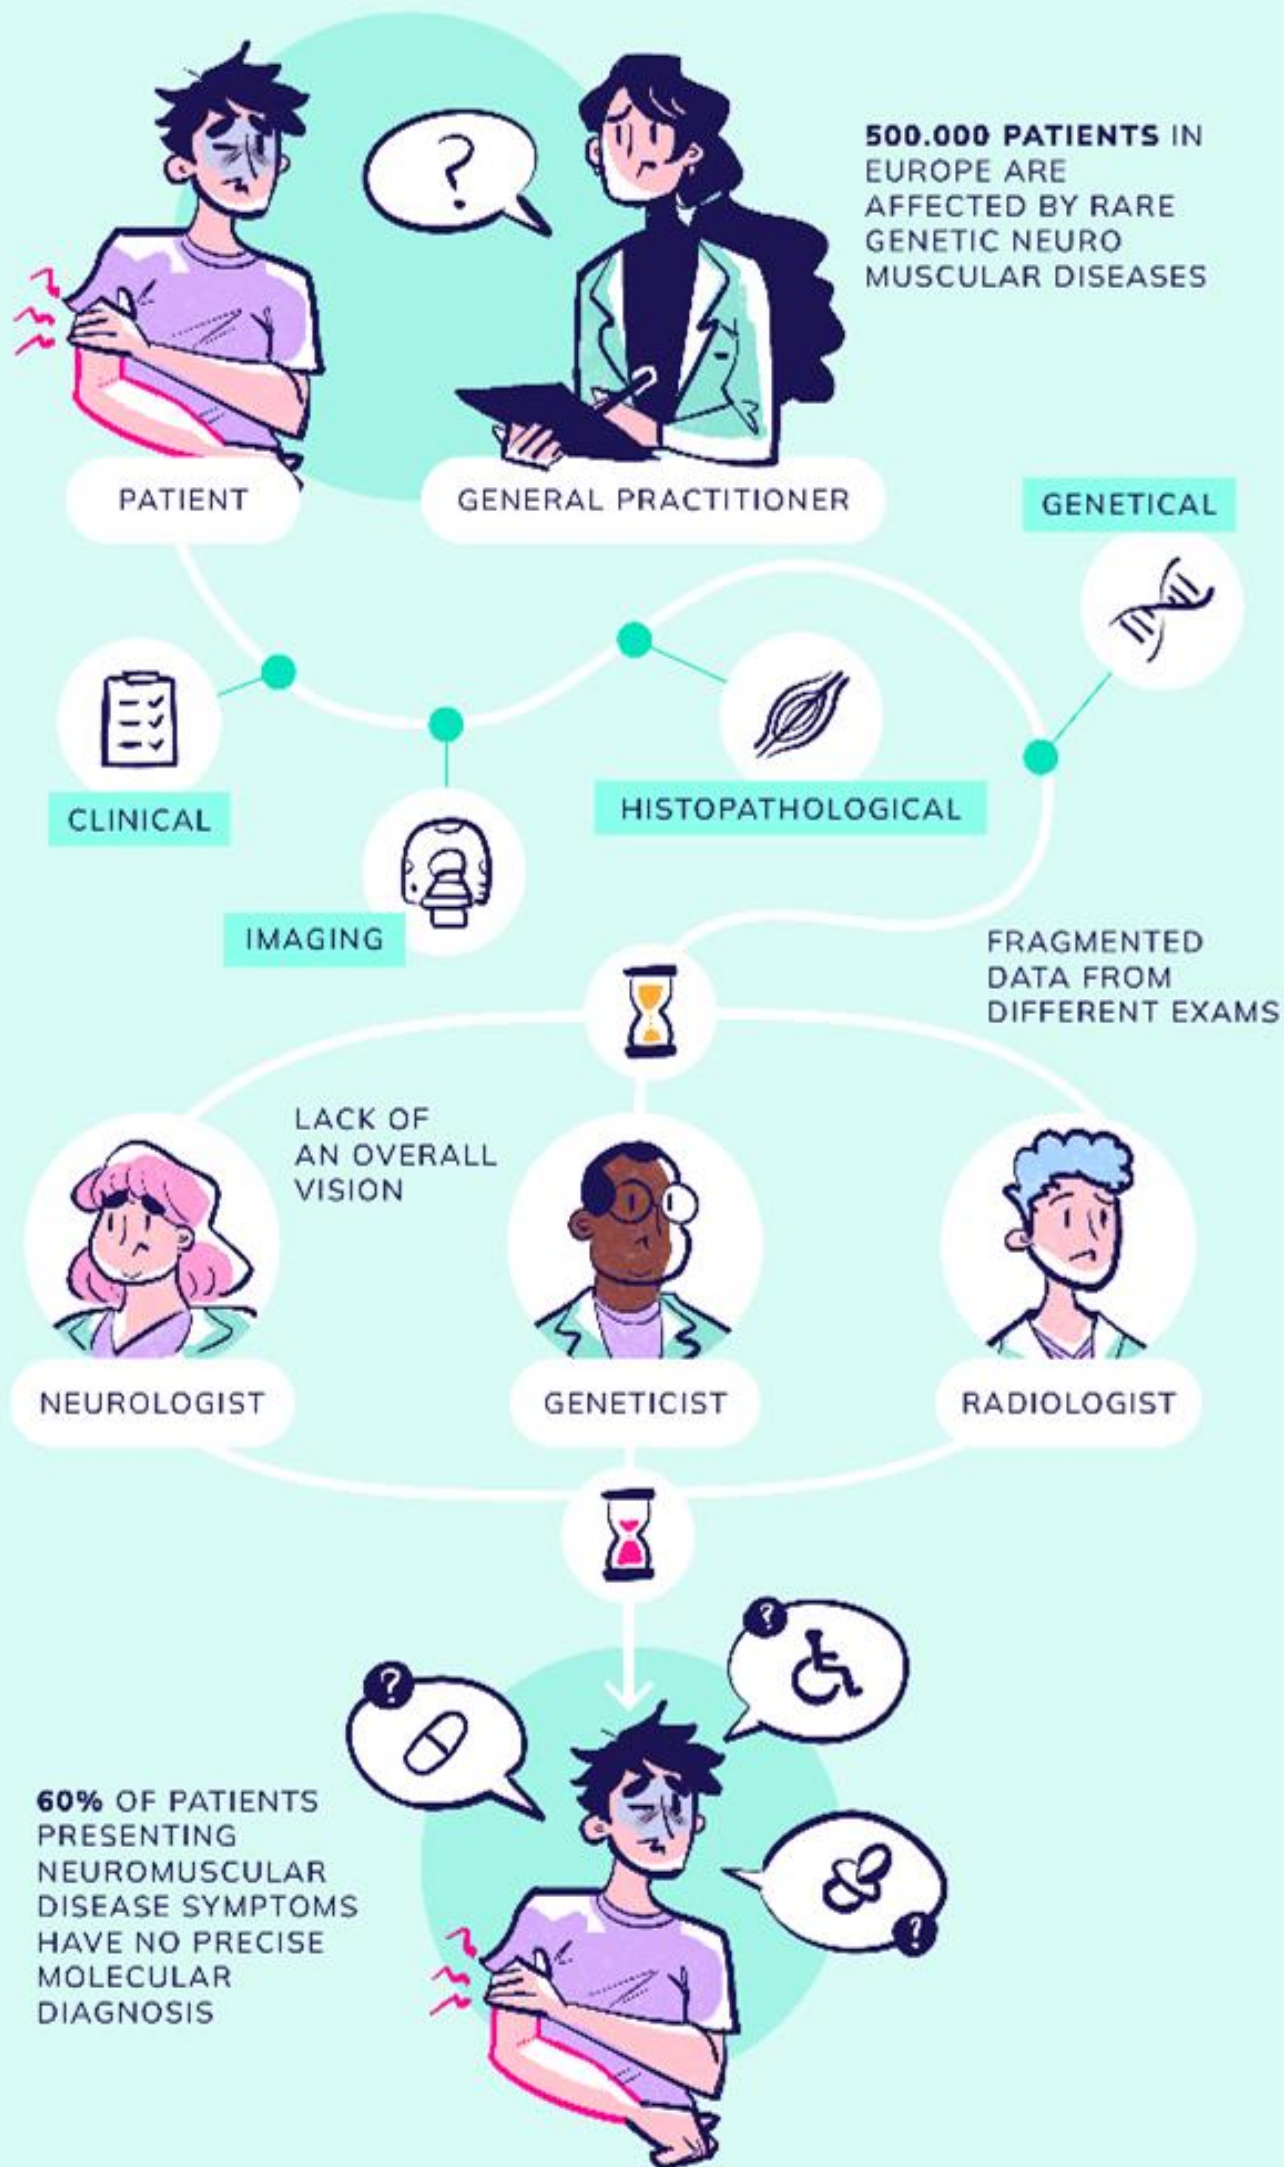 500.000 PATIENTS IN
EUROPE ARE
AFFECTED BY RARE
GENETIC NEURO
MUSCULAR DISEASES
?
PATIENT
GENERAL PRACTITIONER
GENETICAL
CLINICAL
HISTOPATHOLOGICAL
IMAGING
FRAGMENTED
DATA FROM
DIFFERENT EXAMS
LACK OF
AN OVERALL
VISION
NEUROLOGIST
GENETICIST
RADIOLOGIST
?
?
?
60% OF PATIENTS
PRESENTING
NEUROMUSCULAR
DISEASE SYMPTOMS
HAVE NO PRECISE
MOLECULAR
DIAGNOSIS